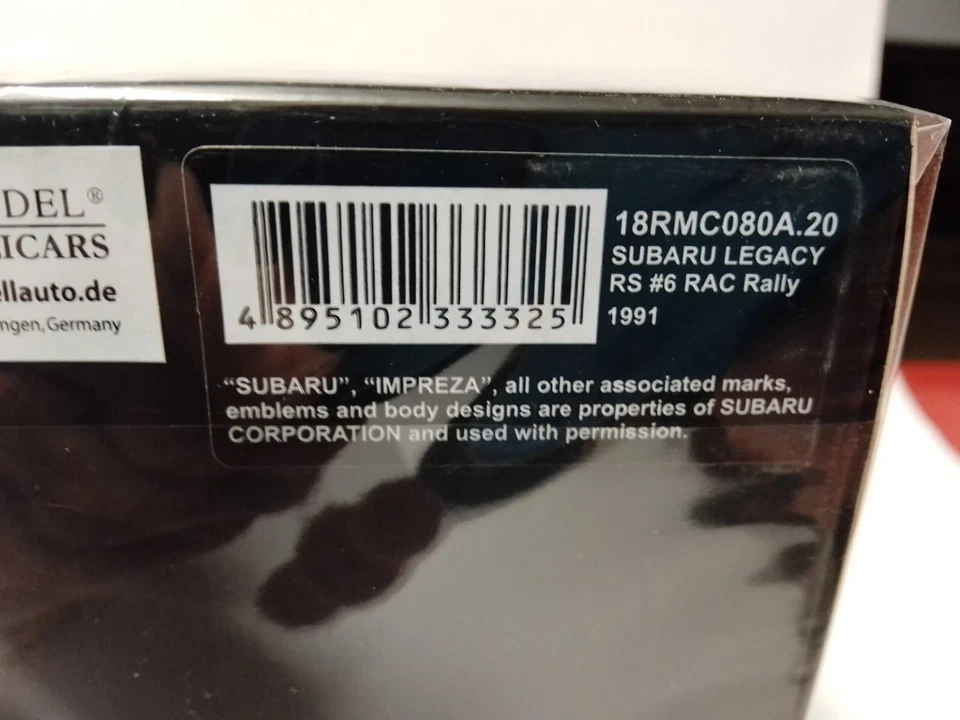 DEL®
ICARS
ellauto.de
ngen, Germany
18RMC080A.20
SUBARU LEGACY
RS #6 RAC Rally
1991
4 895102 333325
“SUBARU”, “IMPREZA”, all other associated marks,
emblems and body designs are properties of SUBARU
CORPORATION and used with permission.